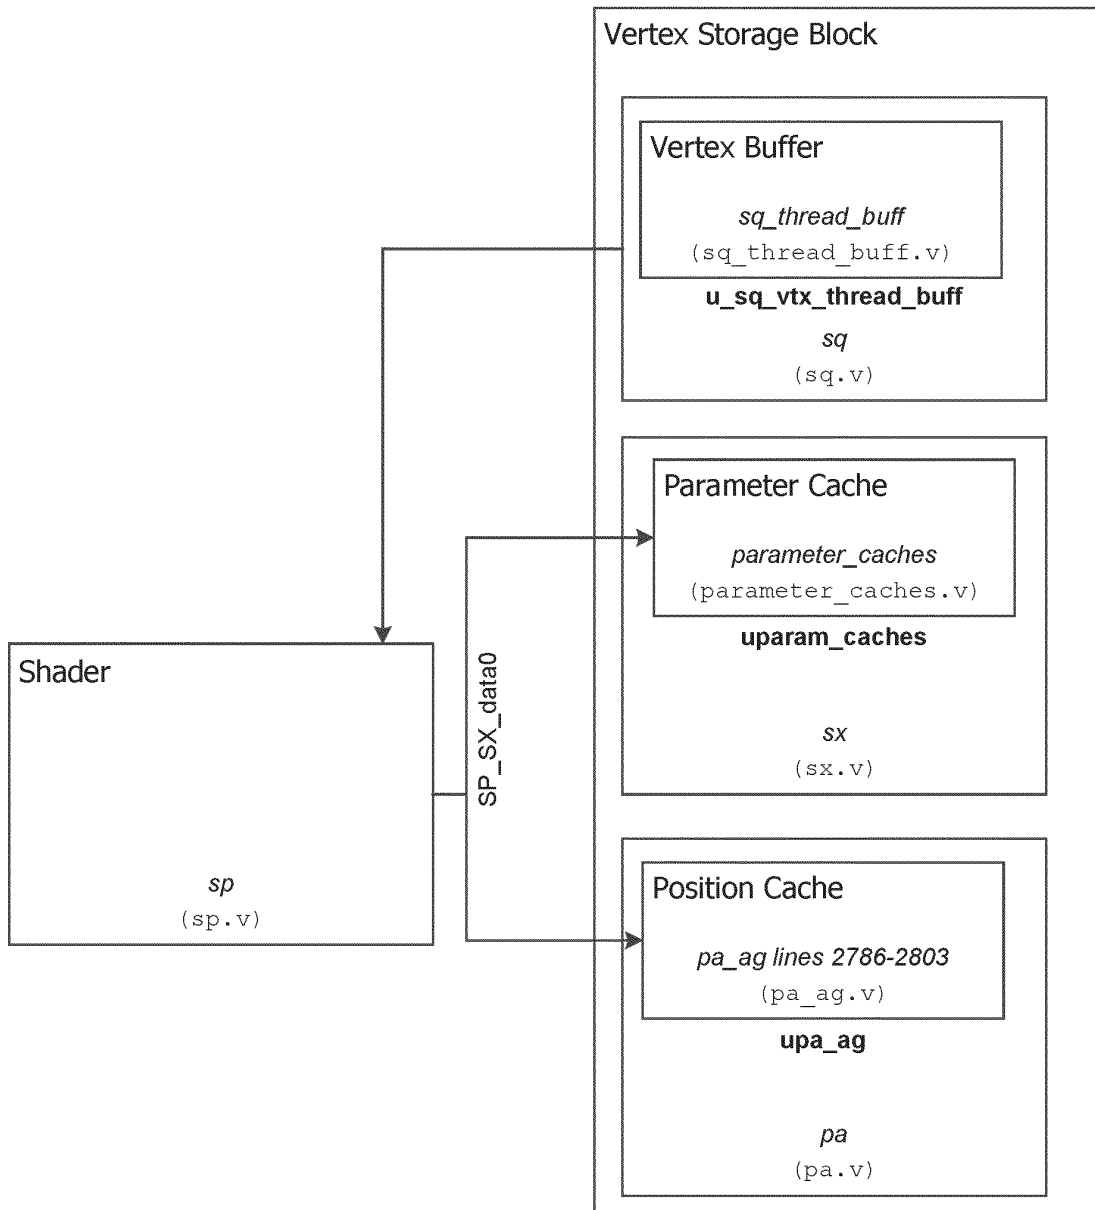 Vertex Storage Block
Vertex Buffer
sq_thread_buff
(sq_thread_buff.v)
u_sq_vtx_thread_buff
sq
(sq.v)
Parameter Cache
parameter_caches
(parameter_caches.v)
uparam_caches
sx
(sx.v)
SP_SX_data0
Shader
sp
(sp.v)
Position Cache
pa_ag lines 2786-2803
(pa_ag.v)
upa_ag
pa
(pa.v)